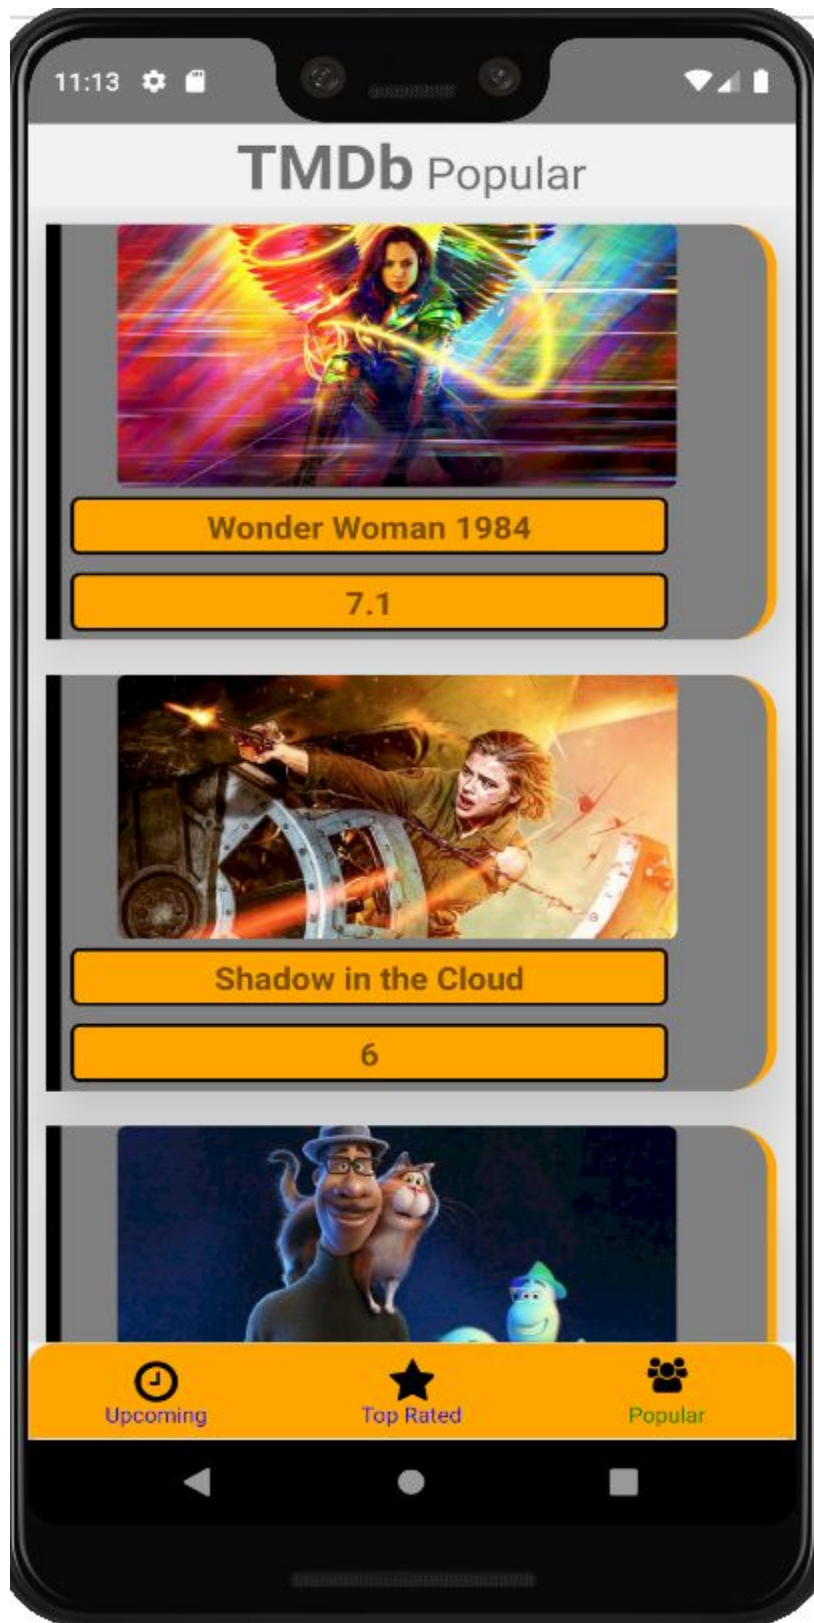 11:13
TMDb Popular
Wonder Woman 1984
7.1
Shadow in the Cloud
6
Upcoming Top Rated Popular